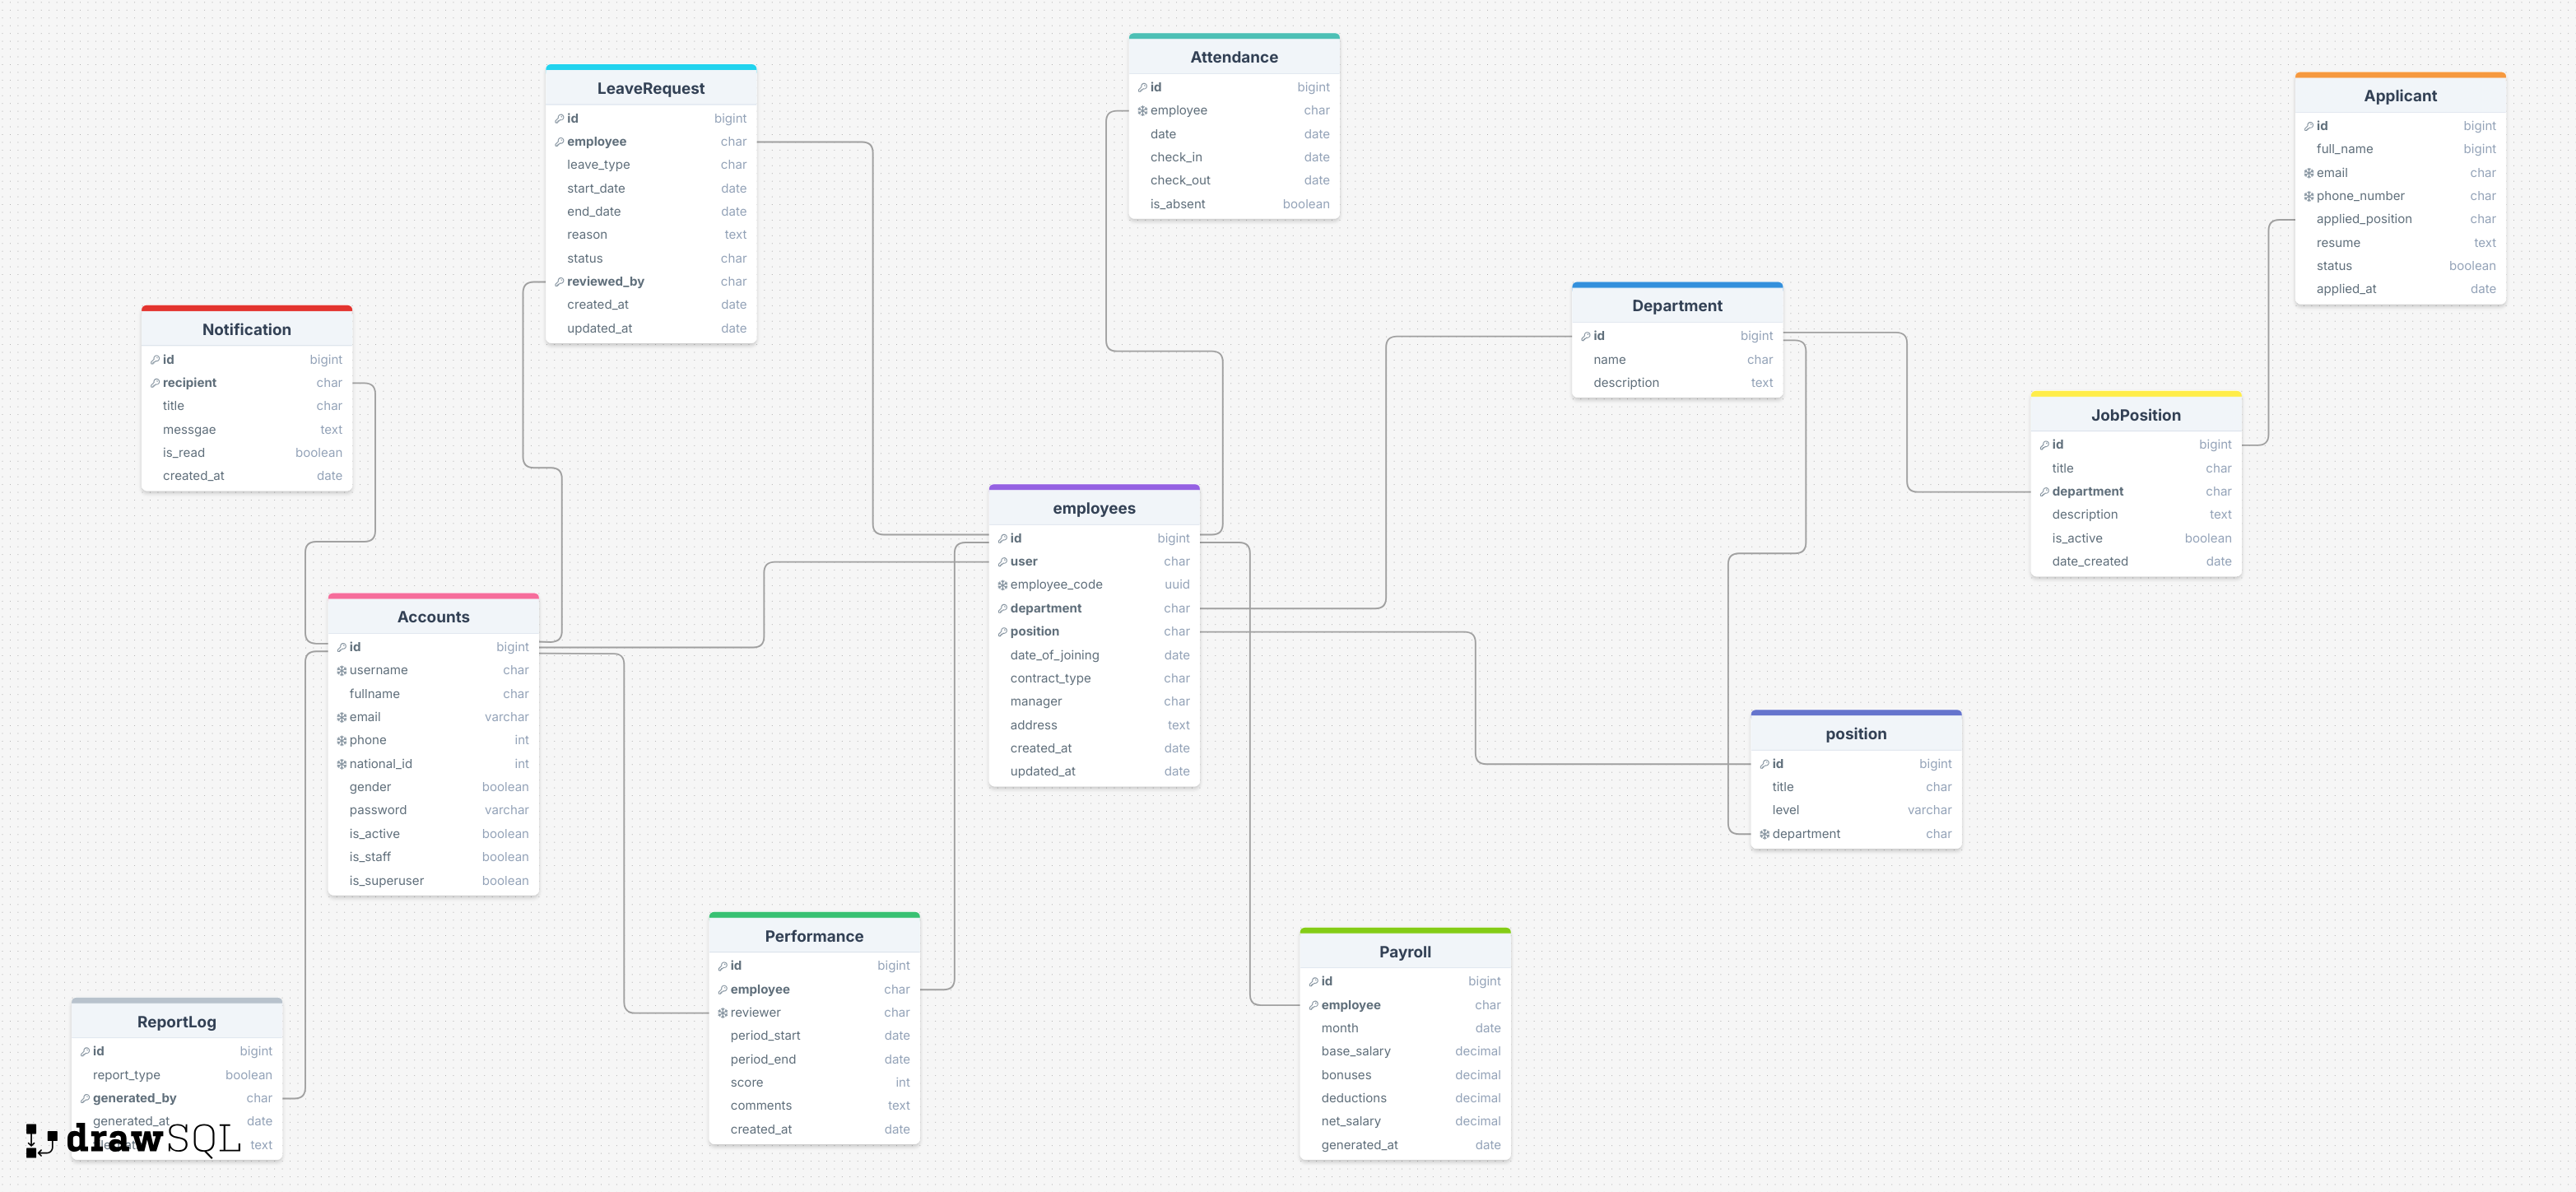 Attendance
id bigint
employee char
date date
check_in date
check_out date
is_absent boolean
LeaveRequest
id bigint
employee char
leave_type char
start_date date
end_date date
reason text
status char
reviewed_by char
created_at date
updated_at date
Applicant
id bigint
full_name bigint
email char
phone_number char
applied_position char
resume text
status boolean
applied_at date
Department
id bigint
name char
description text
Notification
id bigint
recipient char
title char
messgae text
is_read boolean
created_at date
JobPosition
id bigint
title char
department char
description text
is_active boolean
date_created date
employees
id bigint
user char
employee_code uuid
department char
position char
date_of_joining date
contract_type char
manager char
address text
created_at date
updated_at date
Accounts
id bigint
username char
fullname char
email varchar
phone int
national_id int
gender boolean
password varchar
is_active boolean
is_staff boolean
is_superuser boolean
position
id bigint
title char
level varchar
department char
Performance
id bigint
employee char
reviewer char
period_start date
period_end date
score int
comments text
created_at date
Payroll
id bigint
employee char
month date
base_salary decimal
bonuses decimal
deductions decimal
net_salary decimal
generated_at date
ReportLog
id bigint
report_type boolean
generated_by char
generated_at date
text
drawSQL